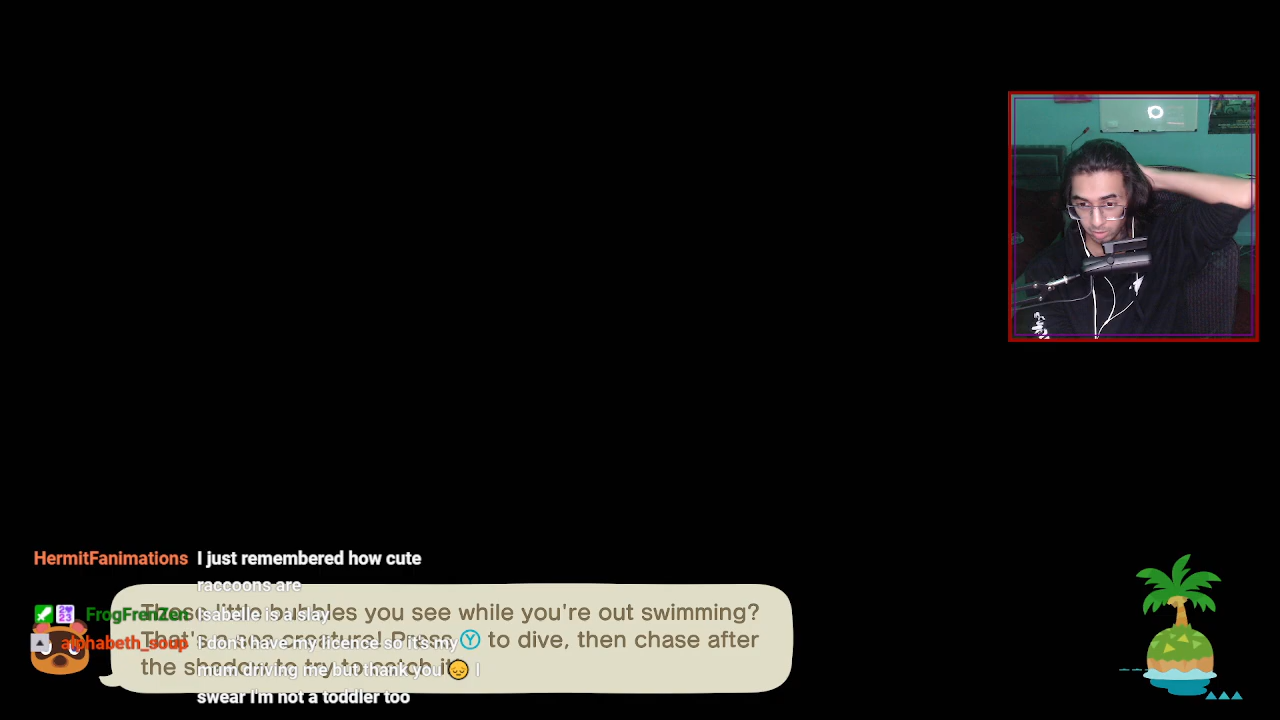 HermitFanimations I just remembered how cute
raccoons are
FrogFrenZen Isabelle is a slay
alphabeth_soup I dont have my licence so it's my
mum driving me but thank you😔 I
swear I'm not a toddler too
Those little bubbles you see while you're out swimming?
That's a sea creature! Press Y to dive, then chase after
the shadow to try to catch it